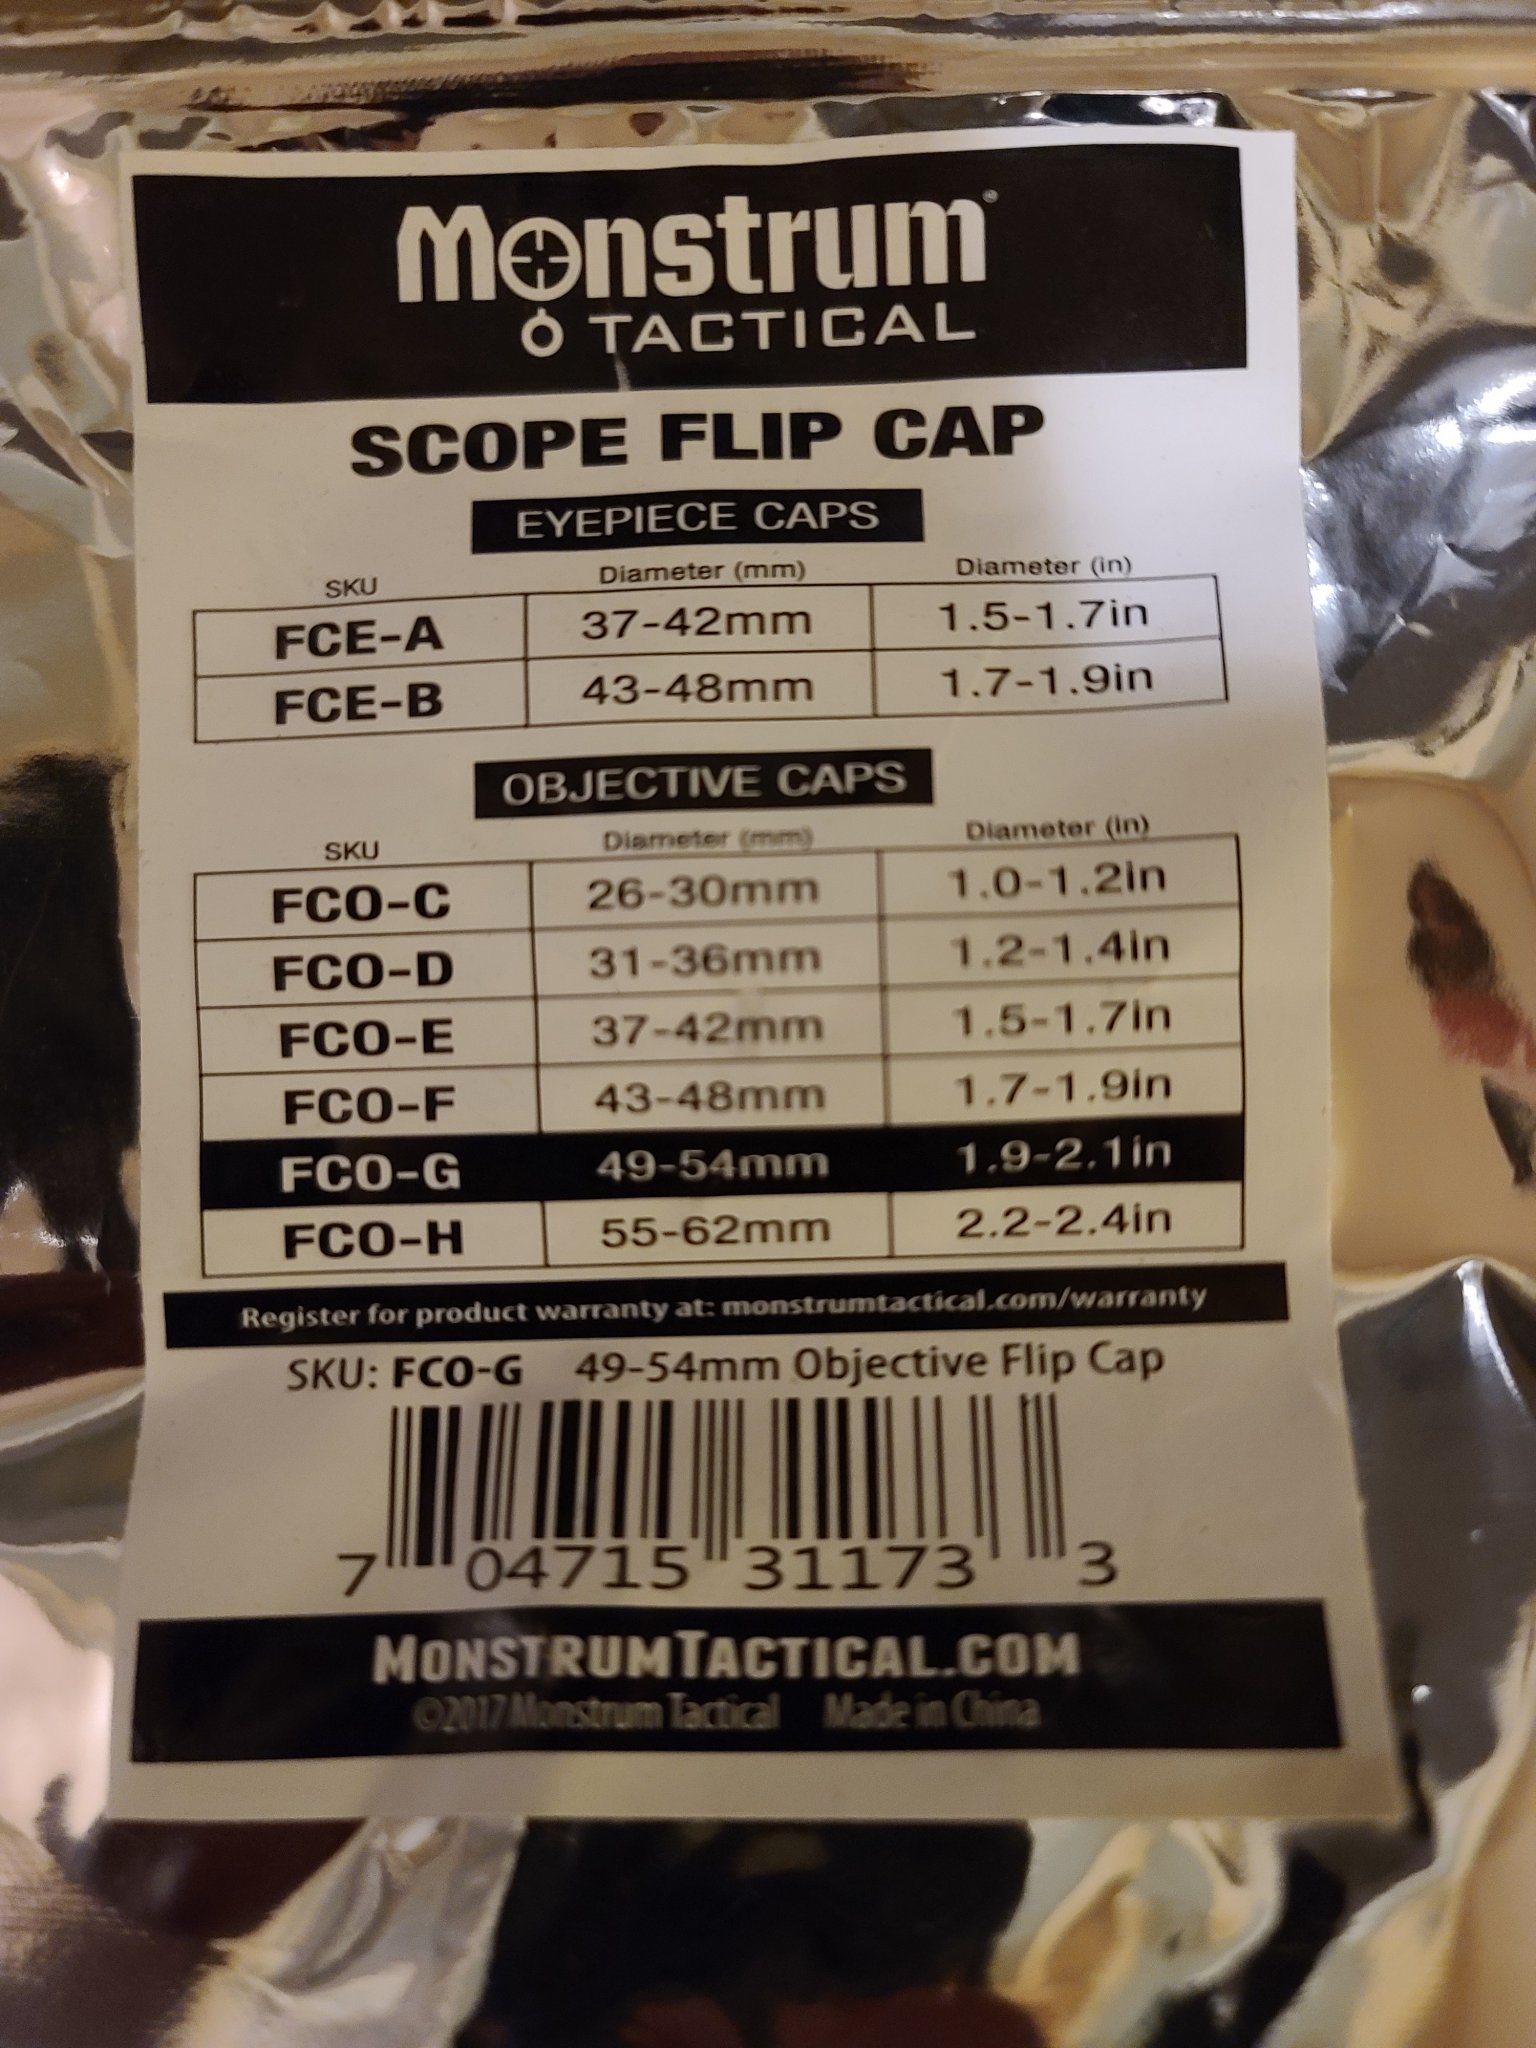 Monstrum®
TACTICAL
SCOPE FLIP CAP
EYEPIECE CAPS
SKU Diameter (mm) Diameter (in)
FCE-A 37-42mm 1.5-1.7in
FCE-B 43-48mm 1.7-1.9in
OBJECTIVE CAPS
SKU Diameter (mm) Diameter (in)
FCO-C 26-30mm 1.0-1.2in
FCO-D 31-36mm 1.2-1.4in
FCO-E 37-42mm 1.5-1.7in
FCO-F 43-48mm 1.7-1.9in
FCO-G 49-54mm 1.9-2.1in
FCO-H 55-62mm 2.2-2.4in
Register for product warranty at: monstrumtactical.com/warranty
SKU: FCO-G 49-54mm Objective Flip Cap
7 04715 31173 3
MONSTRUMTACTICAL.COM
©2017 Monstrum Tactical Made in China